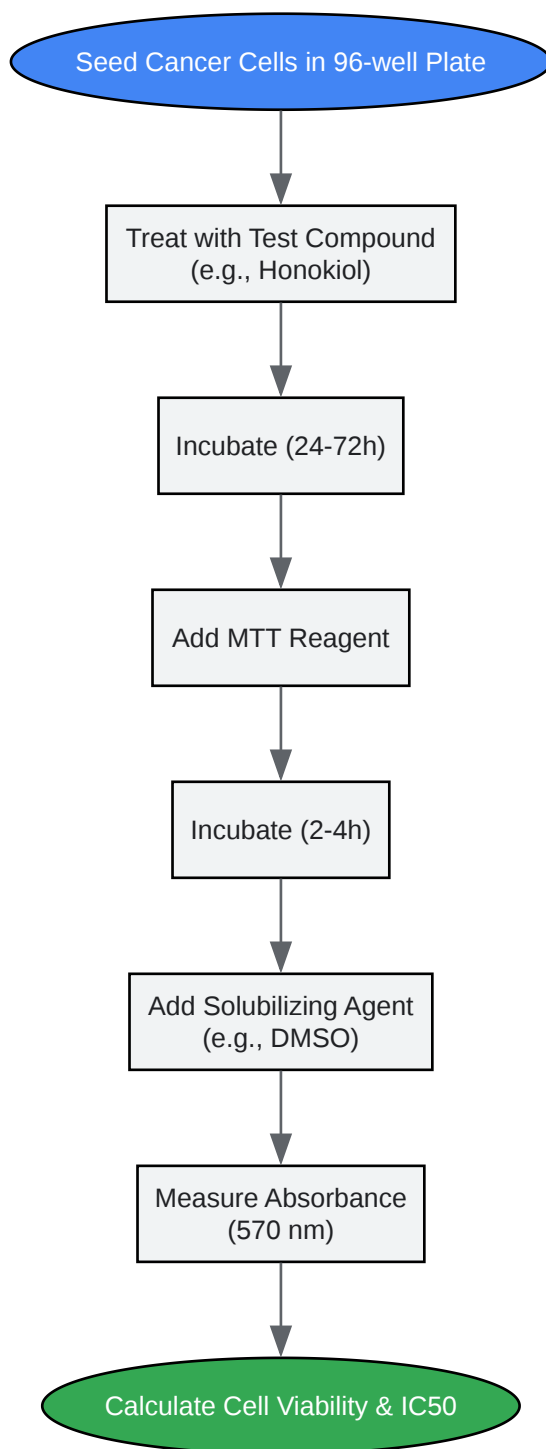 Seed Cancer Cells in 96-well Plate
Treat with Test Compound
(e.g., Honokiol)
Incubate (24-72h)
Add MTT Reagent
Incubate (2-4h)
Add Solubilizing Agent
(e.g., DMSO)
Measure Absorbance
(570 nm)
Calculate Cell Viability & IC50